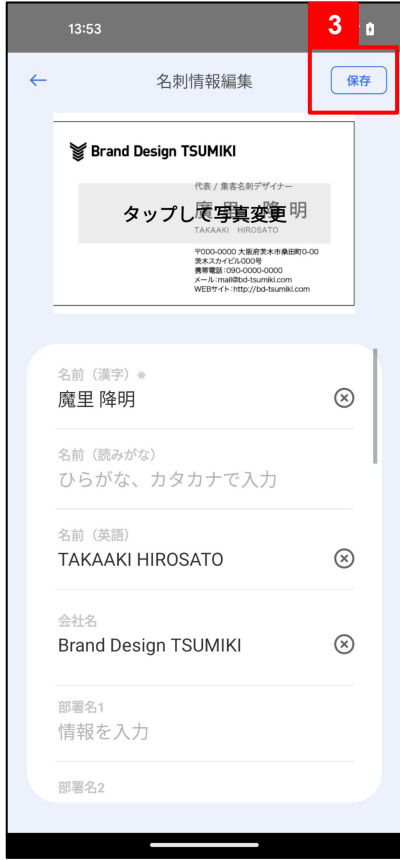 13:53
3
名刺情報編集
保存
Brand Design TSUMIKI
代表 / 集客名刺デザイナー
タップして写真変更
明
TAKAAKI HIROSATO
〒000-0000 大阪府茨木市桑田町0-00
茨木スカイビル000号
携帯電話:090-0000-0000
メール:mail@bd-tsumiki.com
WEBサイト:http://bd-tsumiki.com
名前（漢字）※
魔里 降明
名前（読みがな）
ひらがな、カタカナで入力
名前（英語）
TAKAAKI HIROSATO
会社名
Brand Design TSUMIKI
部署名1
情報を入力
部署名2